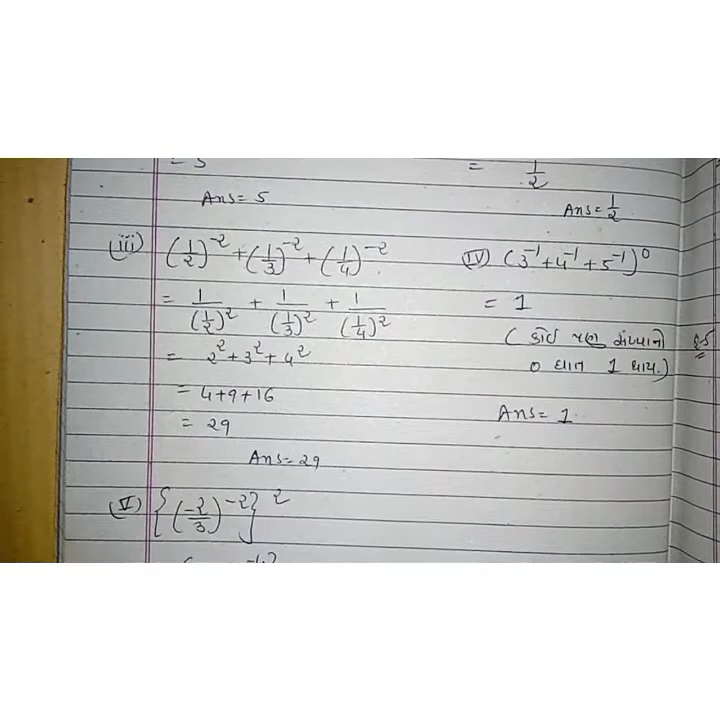 = 5
= 1/2
Ans = 5
Ans = 1/2
(iii) (1/2)^-2 + (1/3)^-2 + (1/4)^-2
= 1/(1/2)^2 + 1/(1/3)^2 + 1/(1/4)^2
= 2^2 + 3^2 + 4^2
= 4+9+16
= 29
Ans = 29
(IV) (3^-1 + 4^-1 + 5^-1)^0
= 1
(કોઈ પણ સંખ્યાનો
0 ઘાત 1 થાય.)
Ans = 1
(V) {(-2/3)^-2}^2